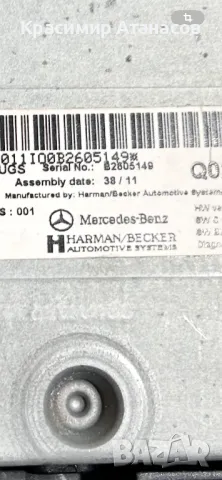 Кирчев Атанасов
011IQ0B2605149*
UGS Serial No.: B2605149
Assembly date: 38/11
Q0
Manufactured by: Harman/Becker Automotive Systems
S : 001
HW
Mercedes-Benz
SW
HARMAN/BECKER
AUTOMOTIVE SYSTEMS
SW
Diagn
BAZAR